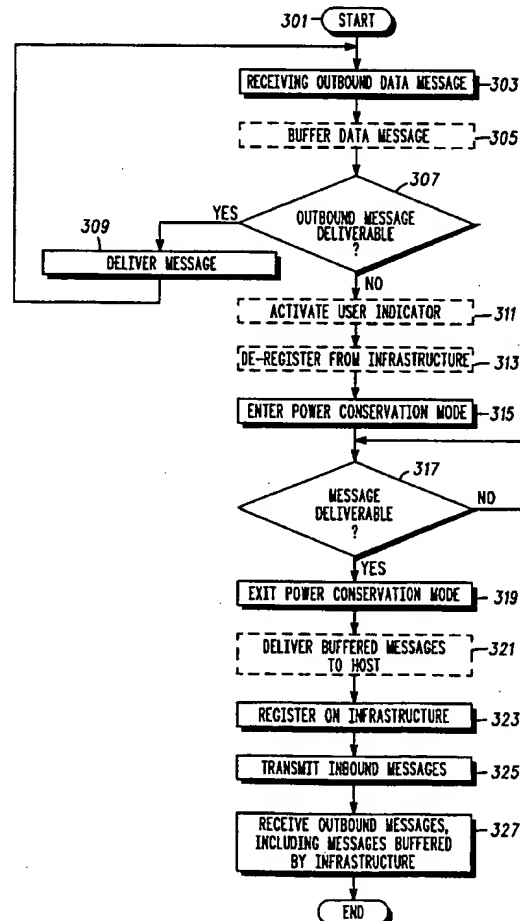 301 START
RECEIVING OUTBOUND DATA MESSAGE 303
BUFFER DATA MESSAGE 305
307
YES
OUTBOUND MESSAGE
DELIVERABLE
?
309
DELIVER MESSAGE
NO
ACTIVATE USER INDICATOR 311
DE-REGISTER FROM INFRASTRUCTURE 313
ENTER POWER CONSERVATION MODE 315
317
MESSAGE
DELIVERABLE
?
NO
YES
EXIT POWER CONSERVATION MODE 319
DELIVER BUFFERED MESSAGES
TO HOST
321
REGISTER ON INFRASTRUCTURE 323
TRANSMIT INBOUND MESSAGES 325
RECEIVE OUTBOUND MESSAGES,
INCLUDING MESSAGES BUFFERED
BY INFRASTRUCTURE
327
END